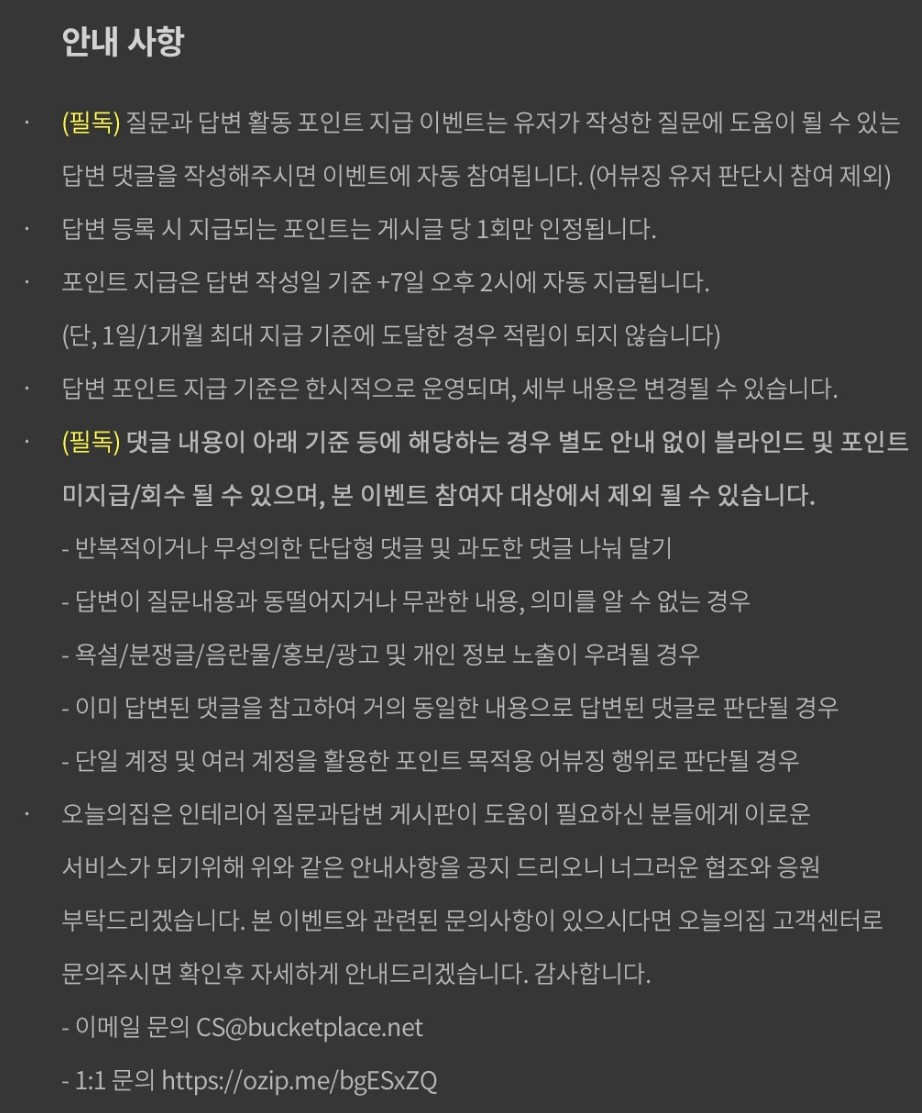 안내 사항
· (필독) 질문과 답변 활동 포인트 지급 이벤트는 유저가 작성한 질문에 도움이 될 수 있는
답변 댓글을 작성해주시면 이벤트에 자동 참여됩니다. (어뷰징 유저 판단시 참여 제외)
· 답변 등록 시 지급되는 포인트는 게시글 당 1회만 인정됩니다.
· 포인트 지급은 답변 작성일 기준 +7일 오후 2시에 자동 지급됩니다.
(단, 1일/1개월 최대 지급 기준에 도달한 경우 적립이 되지 않습니다)
· 답변 포인트 지급 기준은 한시적으로 운영되며, 세부 내용은 변경될 수 있습니다.
· (필독) 댓글 내용이 아래 기준 등에 해당하는 경우 별도 안내 없이 블라인드 및 포인트
미지급/회수 될 수 있으며, 본 이벤트 참여자 대상에서 제외 될 수 있습니다.
- 반복적이거나 무성의한 단답형 댓글 및 과도한 댓글 나눠 달기
- 답변이 질문내용과 동떨어지거나 무관한 내용, 의미를 알 수 없는 경우
- 욕설/분쟁글/음란물/홍보/광고 및 개인 정보 노출이 우려될 경우
- 이미 답변된 댓글을 참고하여 거의 동일한 내용으로 답변된 댓글로 판단될 경우
- 단일 계정 및 여러 계정을 활용한 포인트 목적용 어뷰징 행위로 판단될 경우
· 오늘의집은 인테리어 질문과답변 게시판이 도움이 필요하신 분들에게 이로운
서비스가 되기위해 위와 같은 안내사항을 공지 드리오니 너그러운 협조와 응원
부탁드리겠습니다. 본 이벤트와 관련된 문의사항이 있으시다면 오늘의집 고객센터로
문의주시면 확인후 자세하게 안내드리겠습니다. 감사합니다.
- 이메일 문의 CS@bucketplace.net
- 1:1 문의 https://ozip.me/bgESxZQ